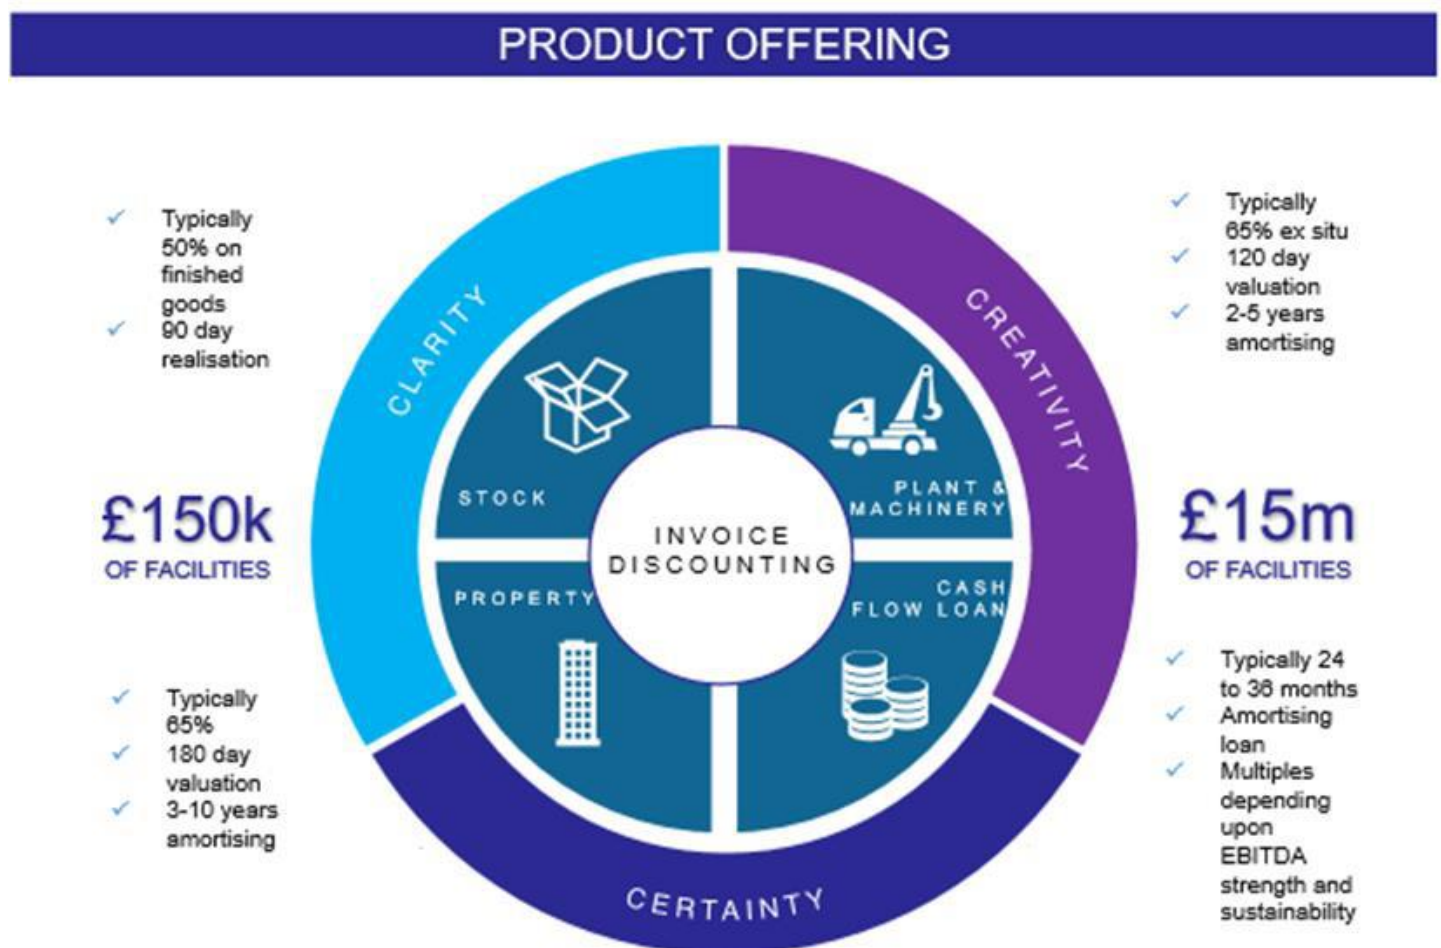 PRODUCT OFFERING
Typically
50% on
finished
goods
90 day
realisation
£150k
OF FACILITIES
Typically
65%
180 day
valuation
3-10 years
amortising
CLARITY
CREATIVITY
CERTAINTY
STOCK
PLANT &
MACHINERY
INVOICE
DISCOUNTING
PROPERTY
CASH
FLOW LOAN
Typically
65% ex situ
120 day
valuation
2-5 years
amortising
£15m
OF FACILITIES
Typically 24
to 36 months
Amortising
loan
Multiples
depending
upon
EBITDA
strength and
sustainability